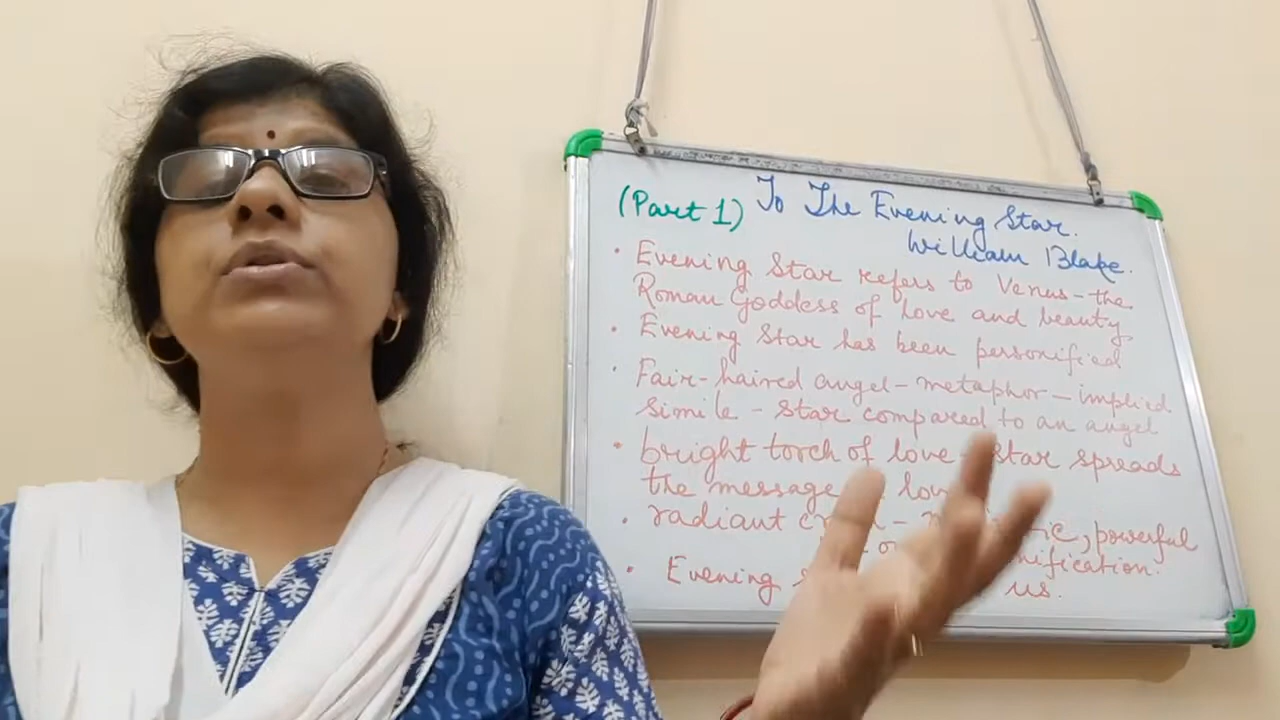 (Part 1) To The Evening Star.
William Blake.
• Evening Star refers to Venus - the
Roman Goddess of love and beauty
• Evening Star has been personified
• Fair-haired angel - metaphor - implied
simile - star compared to an angel
• bright torch of love - Star spreads
the message
• radiant , powerful
• Evening us.